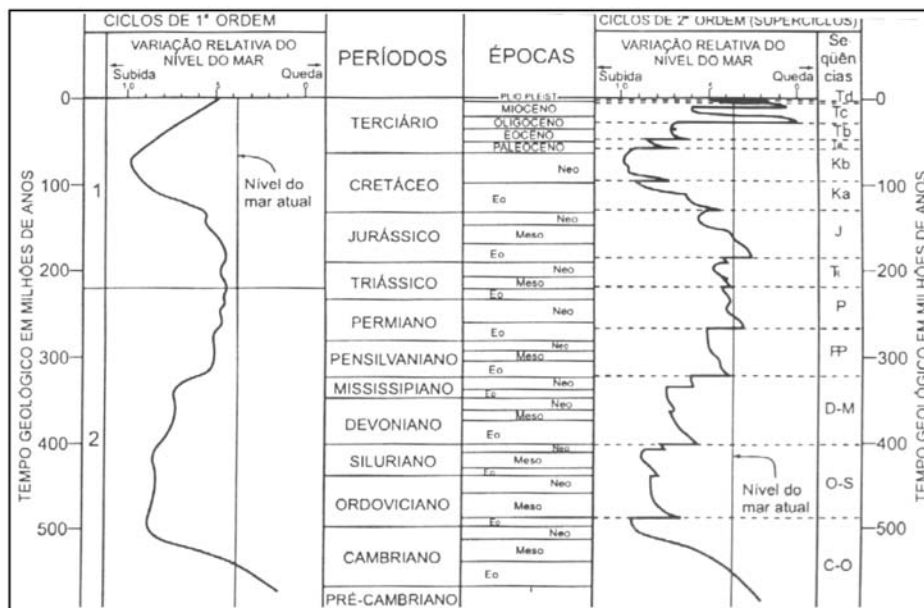 CICLOS DE 1ª ORDEM
VARIAÇÃO RELATIVA DO
NÍVEL DO MAR
Subida
Queda
1,0
,5
0
0
100
200
300
400
500
TEMPO GEOLÓGICO EM MILHÕES DE ANOS
1
2
Nível do
mar atual
PERÍODOS
TERCIÁRIO
CRETÁCEO
JURÁSSICO
TRIÁSSICO
PERMIANO
PENSILVANIANO
MISSISSIPIANO
DEVONIANO
SILURIANO
ORDOVICIANO
CAMBRIANO
PRÉ-CAMBRIANO
ÉPOCAS
PLIO PLEIST.
MIOCENO
OLIGOCENO
EOCENO
PALEOCENO
Neo
Eo
Neo
Meso
Eo
Neo
Meso
Eo
Neo
Eo
Neo
Meso
Eo
Neo
Eo
Neo
Meso
Eo
Neo
Meso
Eo
Neo
Meso
Eo
Neo
Meso
Eo
CICLOS DE 2ª ORDEM (SUPERCICLOS)
VARIAÇÃO RELATIVA DO
NÍVEL DO MAR
Subida
Queda
1,0
,5
0
Nível do
mar atual
Se-
qüên
cias
Td
Tc
Tb
Ta
Kb
Ka
J
P
PP
D-M
O-S
C-O
0
100
200
300
400
500
TEMPO GEOLÓGICO EM MILHÕES DE ANOS